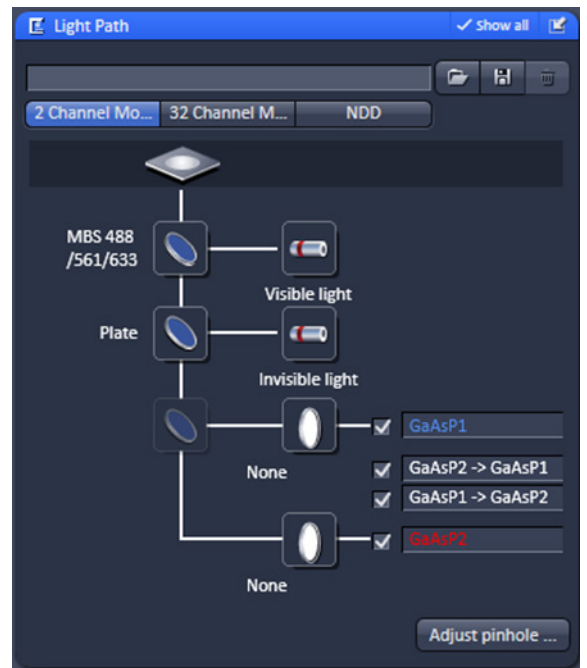 Light Path
Show all
2 Channel Mo...
32 Channel M...
NDD
MBS 488
/561/633
Visible light
Plate
Invisible light
GaAsP1
None
GaAsP2 -> GaAsP1
GaAsP1 -> GaAsP2
GaAsP2
None
Adjust pinhole ...